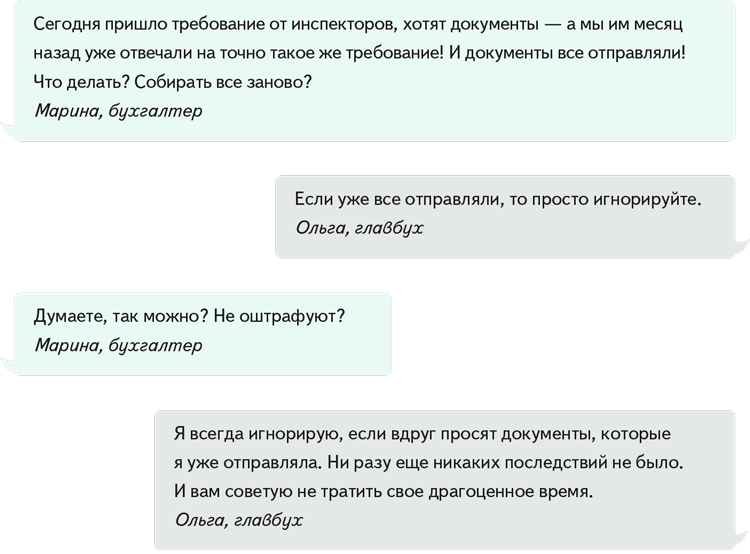 Сегодня пришло требование от инспекторов, хотят документы — а мы им месяц
назад уже отвечали на точно такое же требование! И документы все отправляли!
Что делать? Собирать все заново?
Марина, бухгалтер
Если уже все отправляли, то просто игнорируйте.
Ольга, главбух
Думаете, так можно? Не оштрафуют?
Марина, бухгалтер
Я всегда игнорирую, если вдруг просят документы, которые
я уже отправляла. Ни разу еще никаких последствий не было.
И вам советую не тратить свое драгоценное время.
Ольга, главбух